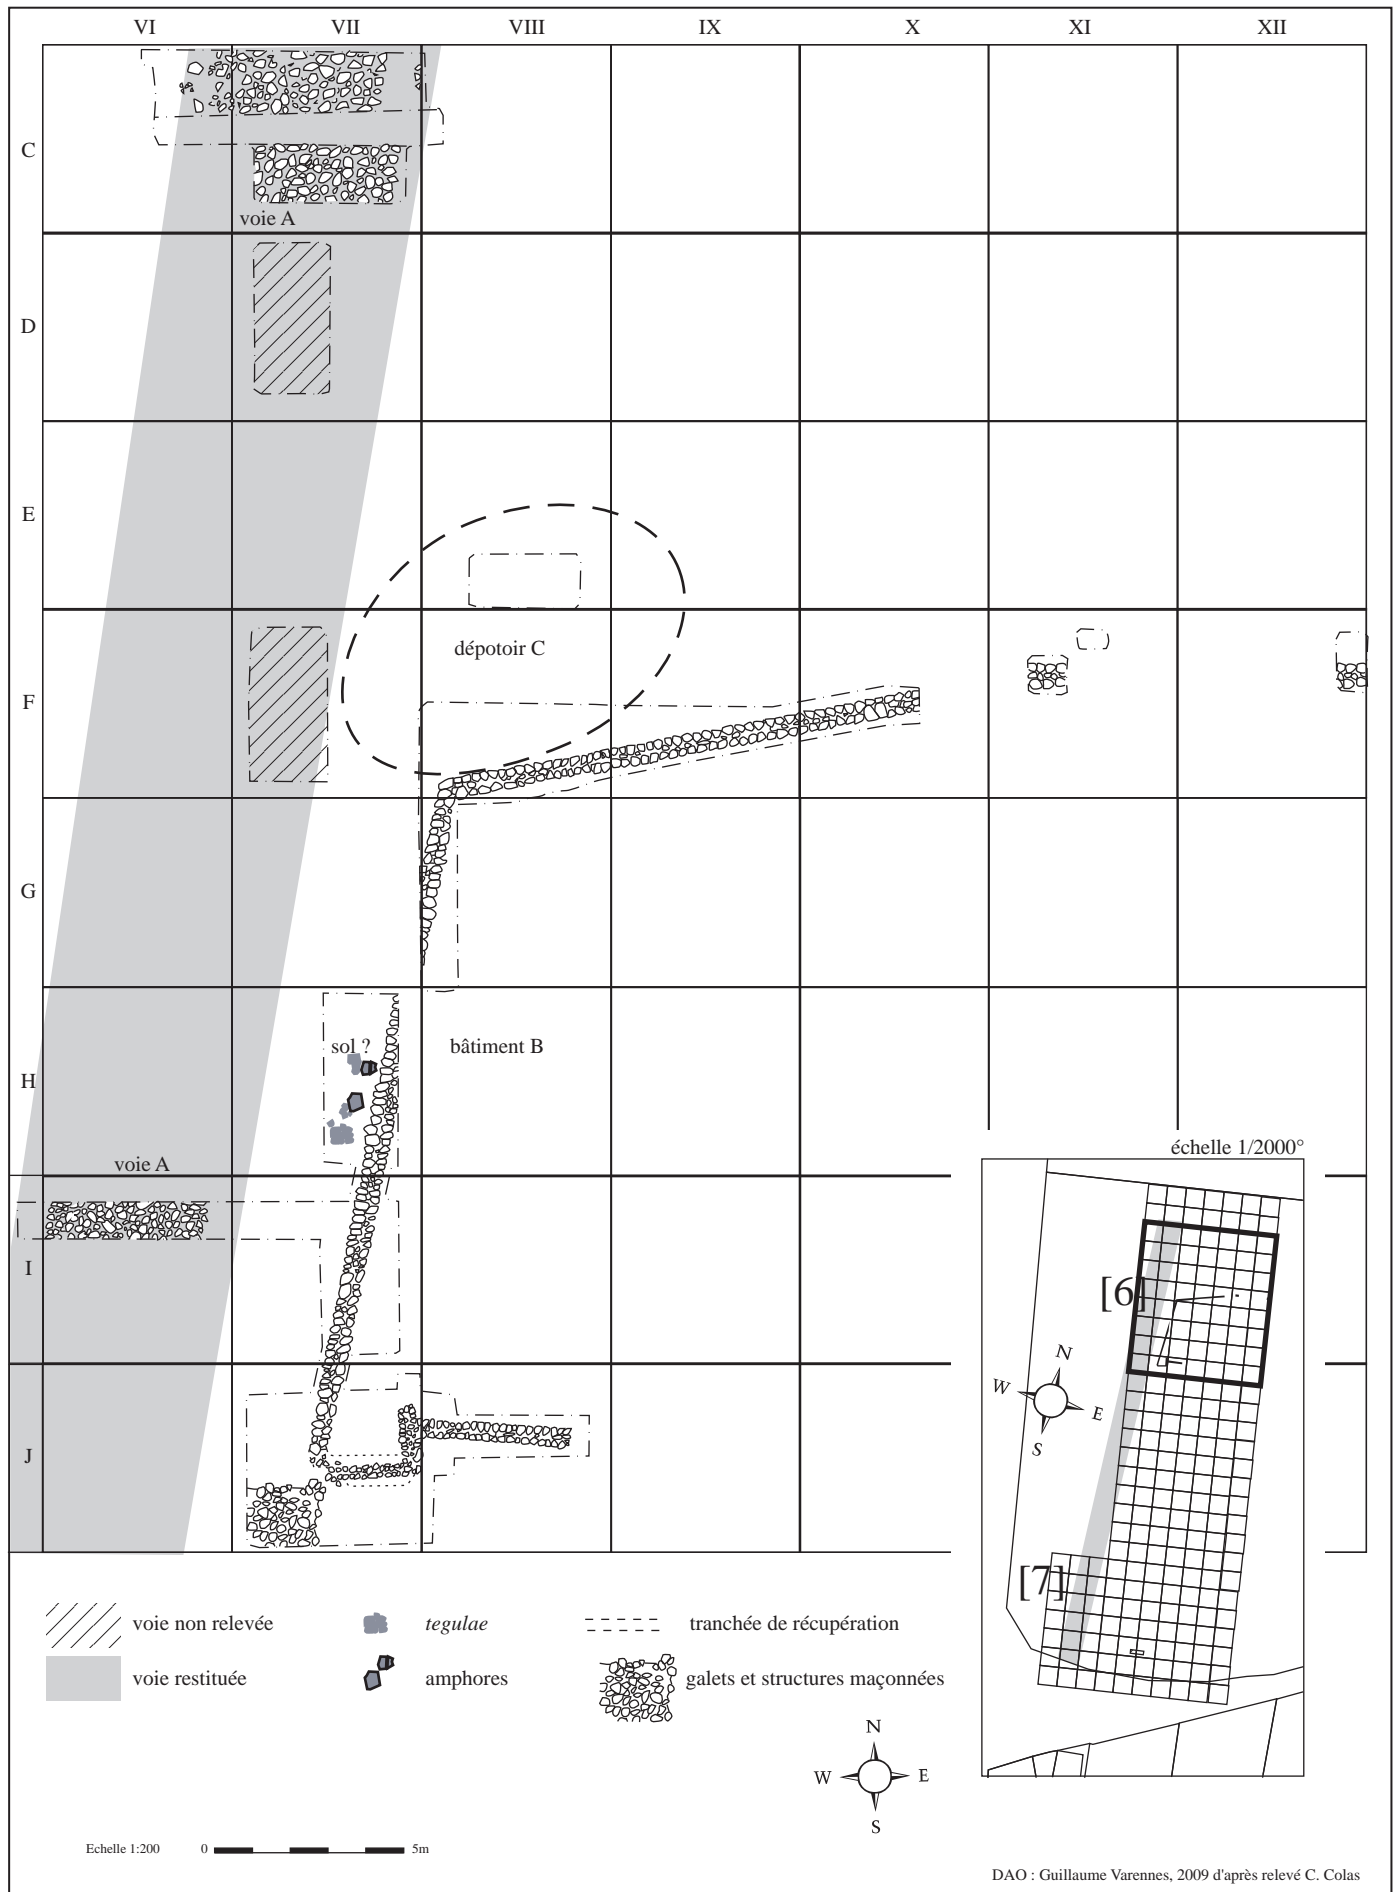 VI VII VIII IX X XI XII
C
voie A
D
E
F
dépotoir C
G
H
sol ?
bâtiment B
voie A
I
J
échelle 1/2000°
[6]
N
W
E
S
[7]
voie non relevée
tegulae
tranchée de récupération
voie restituée
amphores
galets et structures maçonnées
N
W E
S
Echelle 1:200 0 5m
DAO : Guillaume Varennes, 2009 d'après relevé C. Colas